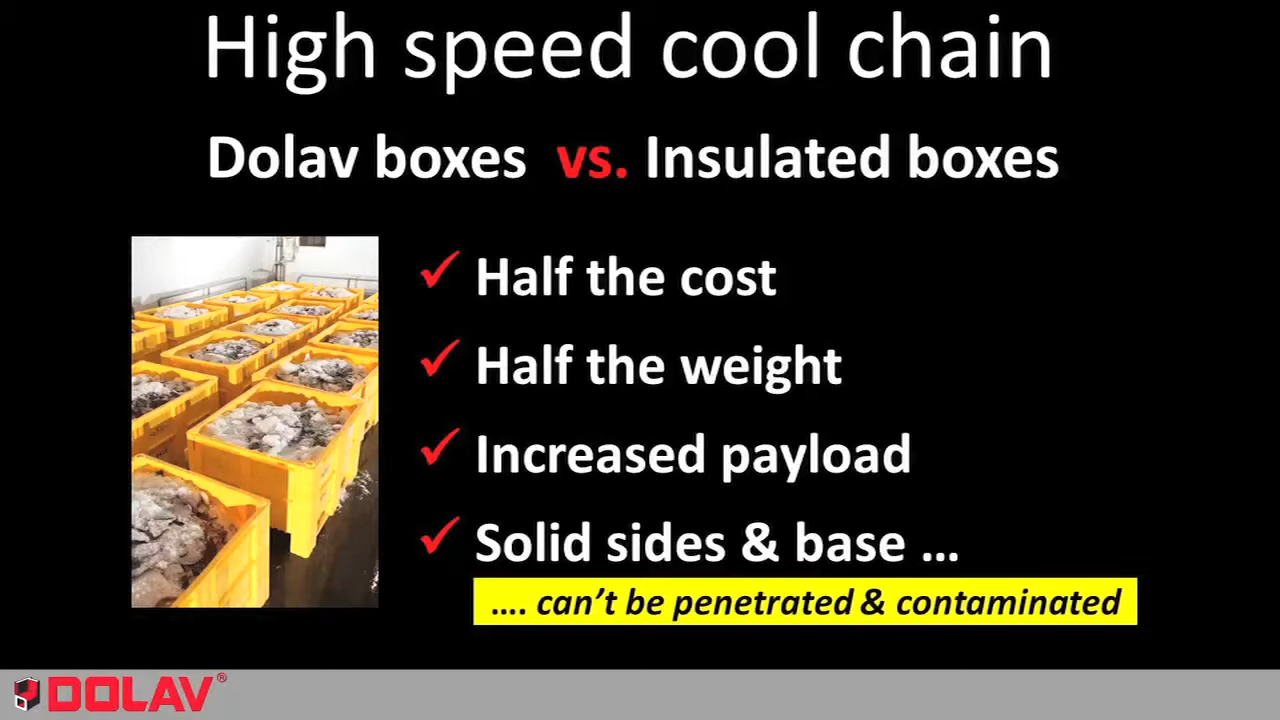 High speed cool chain
Dolav boxes vs. Insulated boxes
✓ Half the cost
✓ Half the weight
✓ Increased payload
✓ Solid sides & base ...
.... can't be penetrated & contaminated
DOLAV®